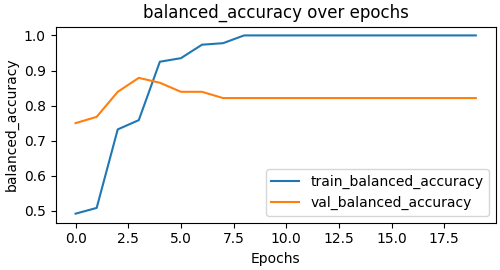 balanced_accuracy over epochs
balanced_accuracy
1.0
0.9
0.8
0.7
0.6
0.5
train_balanced_accuracy
val_balanced_accuracy
0.0 2.5 5.0 7.5 10.0 12.5 15.0 17.5
Epochs